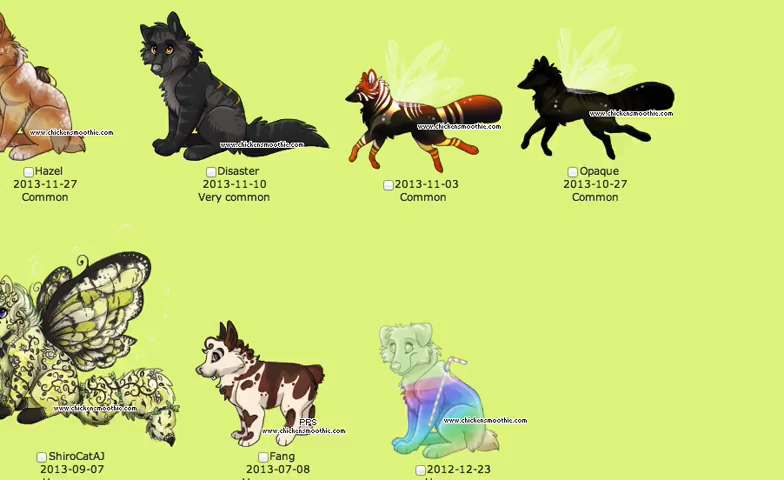 www.chickensmoothie.com
www.chickensmoothie.com
www.chickensmoothie.com
www.chickensmoothie.com
Hazel
2013-11-27
Common
Disaster
2013-11-10
Very common
2013-11-03
Common
Opaque
2013-10-27
Common
www.chickensmoothie.com
PPS
www.chickensmoothie.com
www.chickensmoothie.com
ShiroCatAJ
2013-09-07
Fang
2013-07-08
2012-12-23